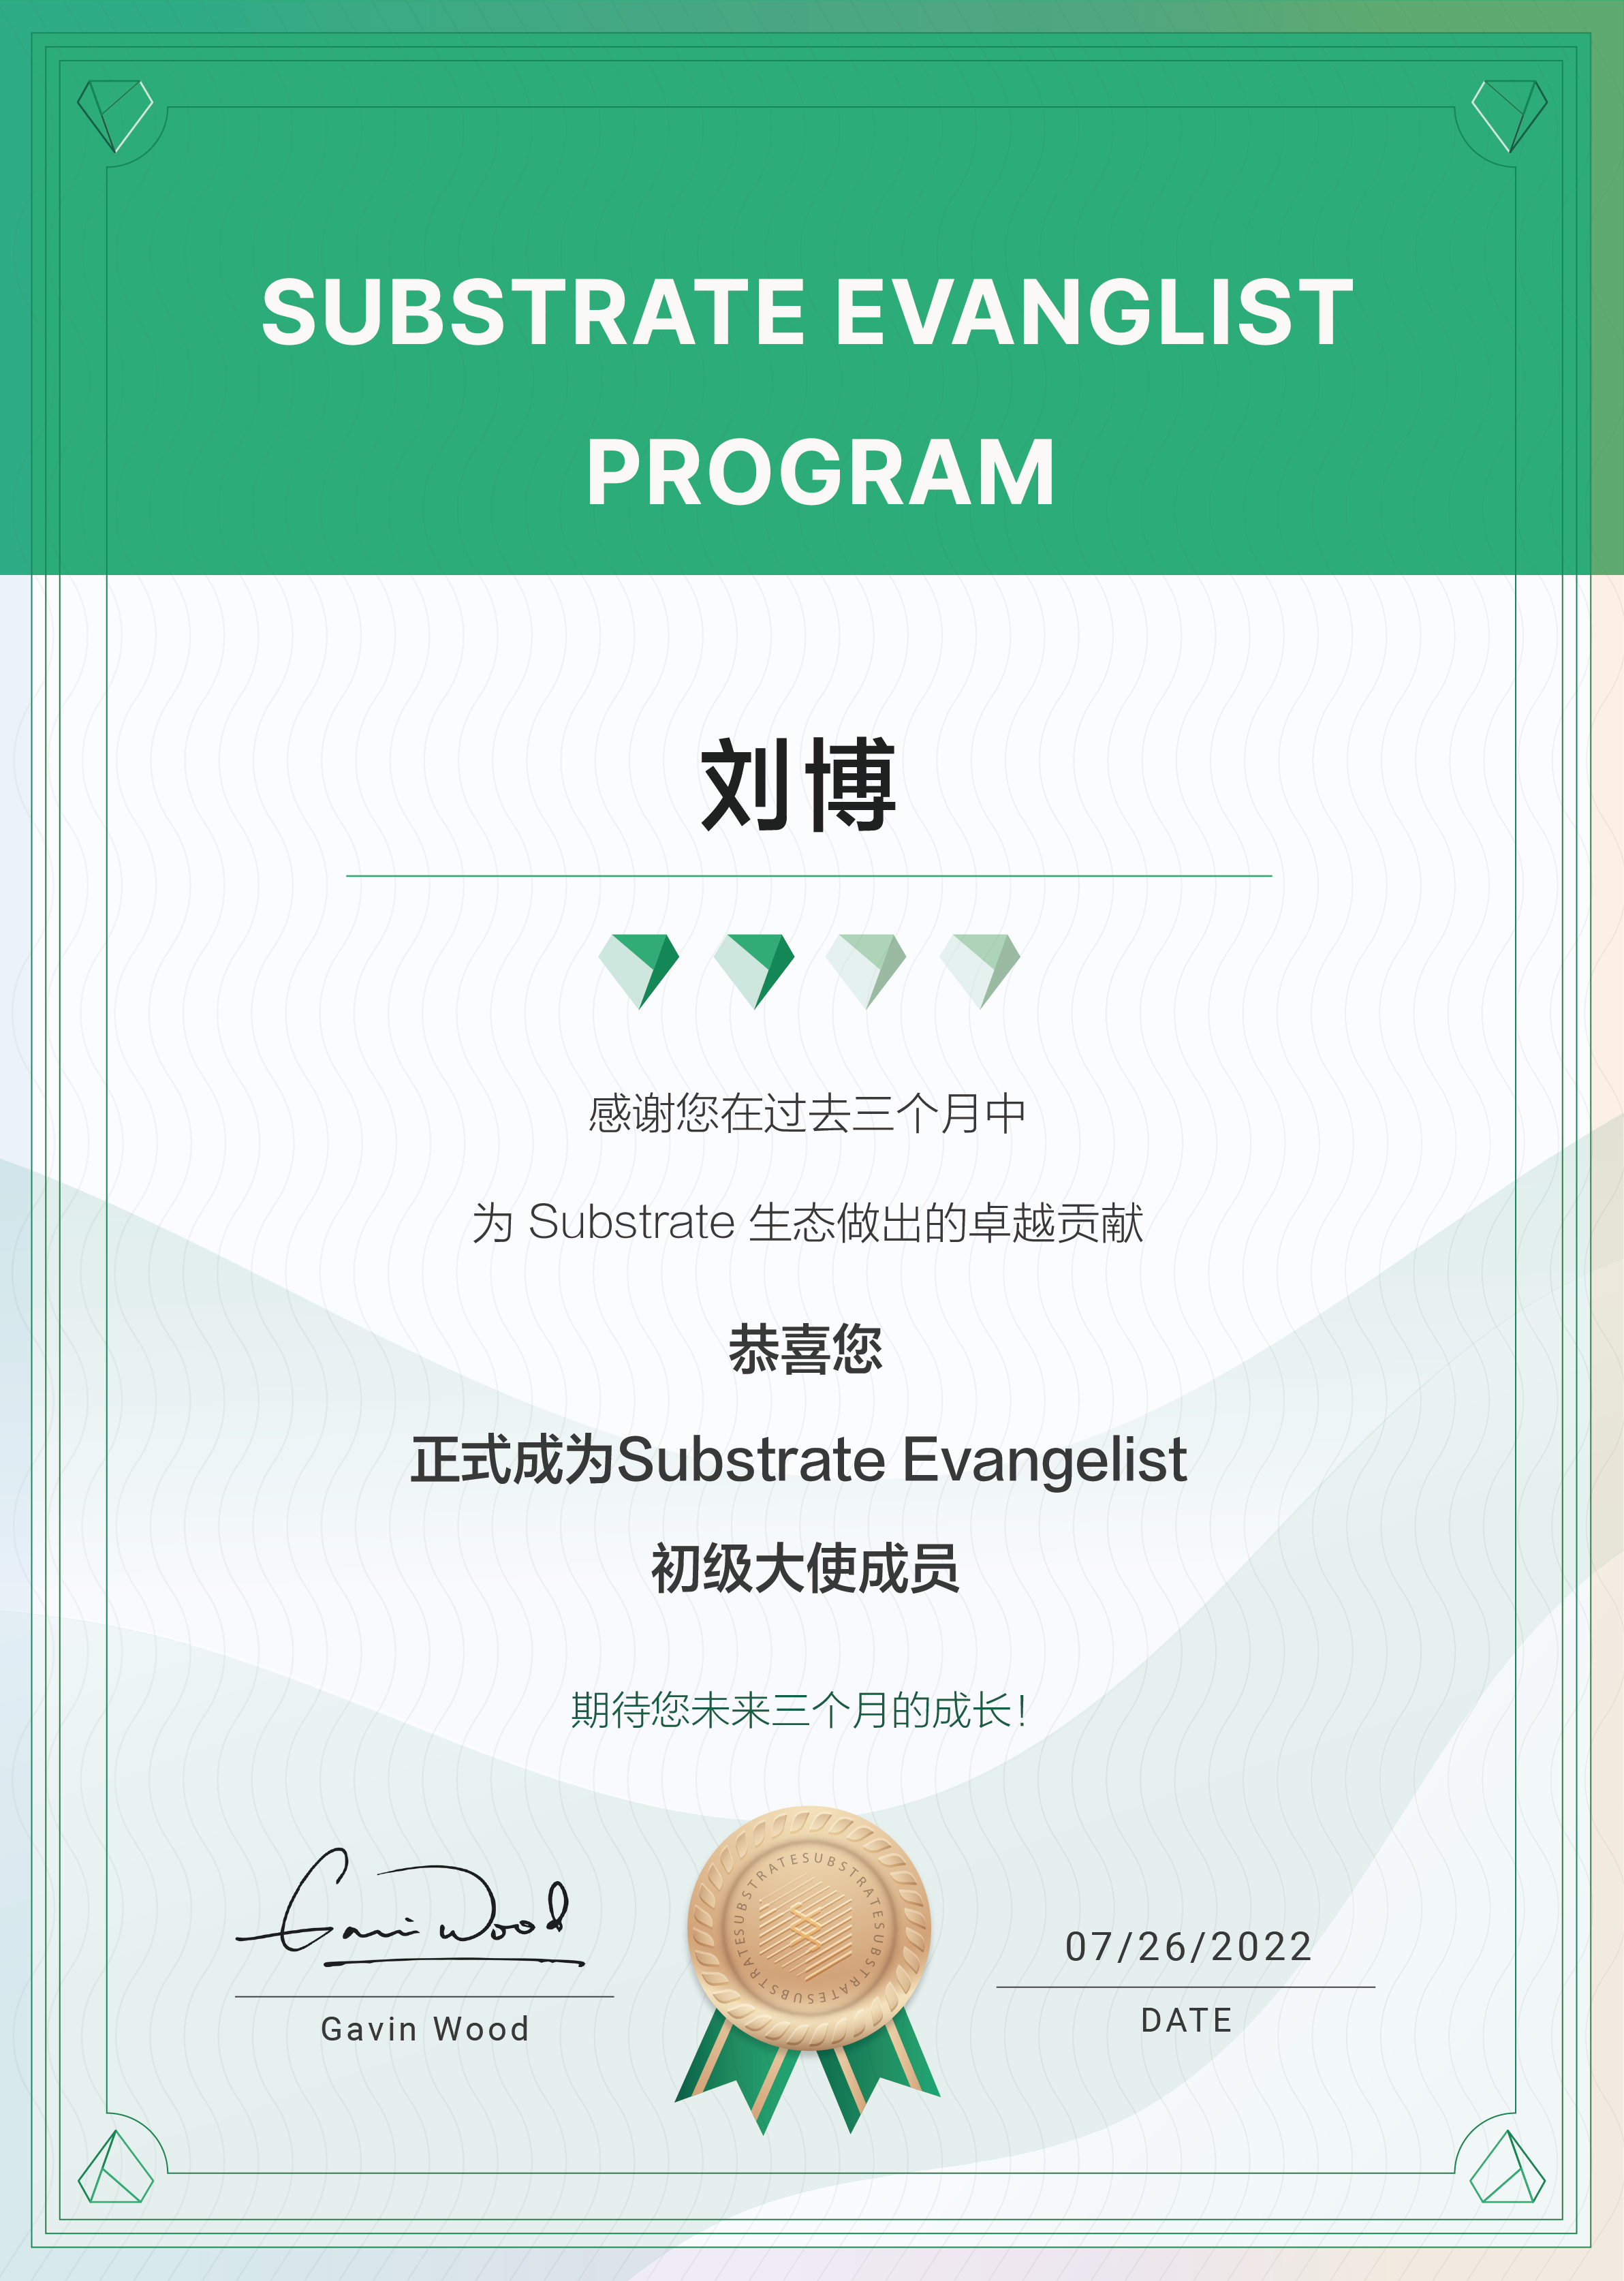 SUBSTRATE EVANGLIST
PROGRAM
刘博
感谢您在过去三个月中
为 Substrate 生态做出的卓越贡献
恭喜您
正式成为Substrate Evangelist
初级大使成员
期待您未来三个月的成长!
Gavin Wood
SUBSTRATESUBSTRATESUBSTRATESUBSTRATE
07/26/2022
Gavin Wood
DATE